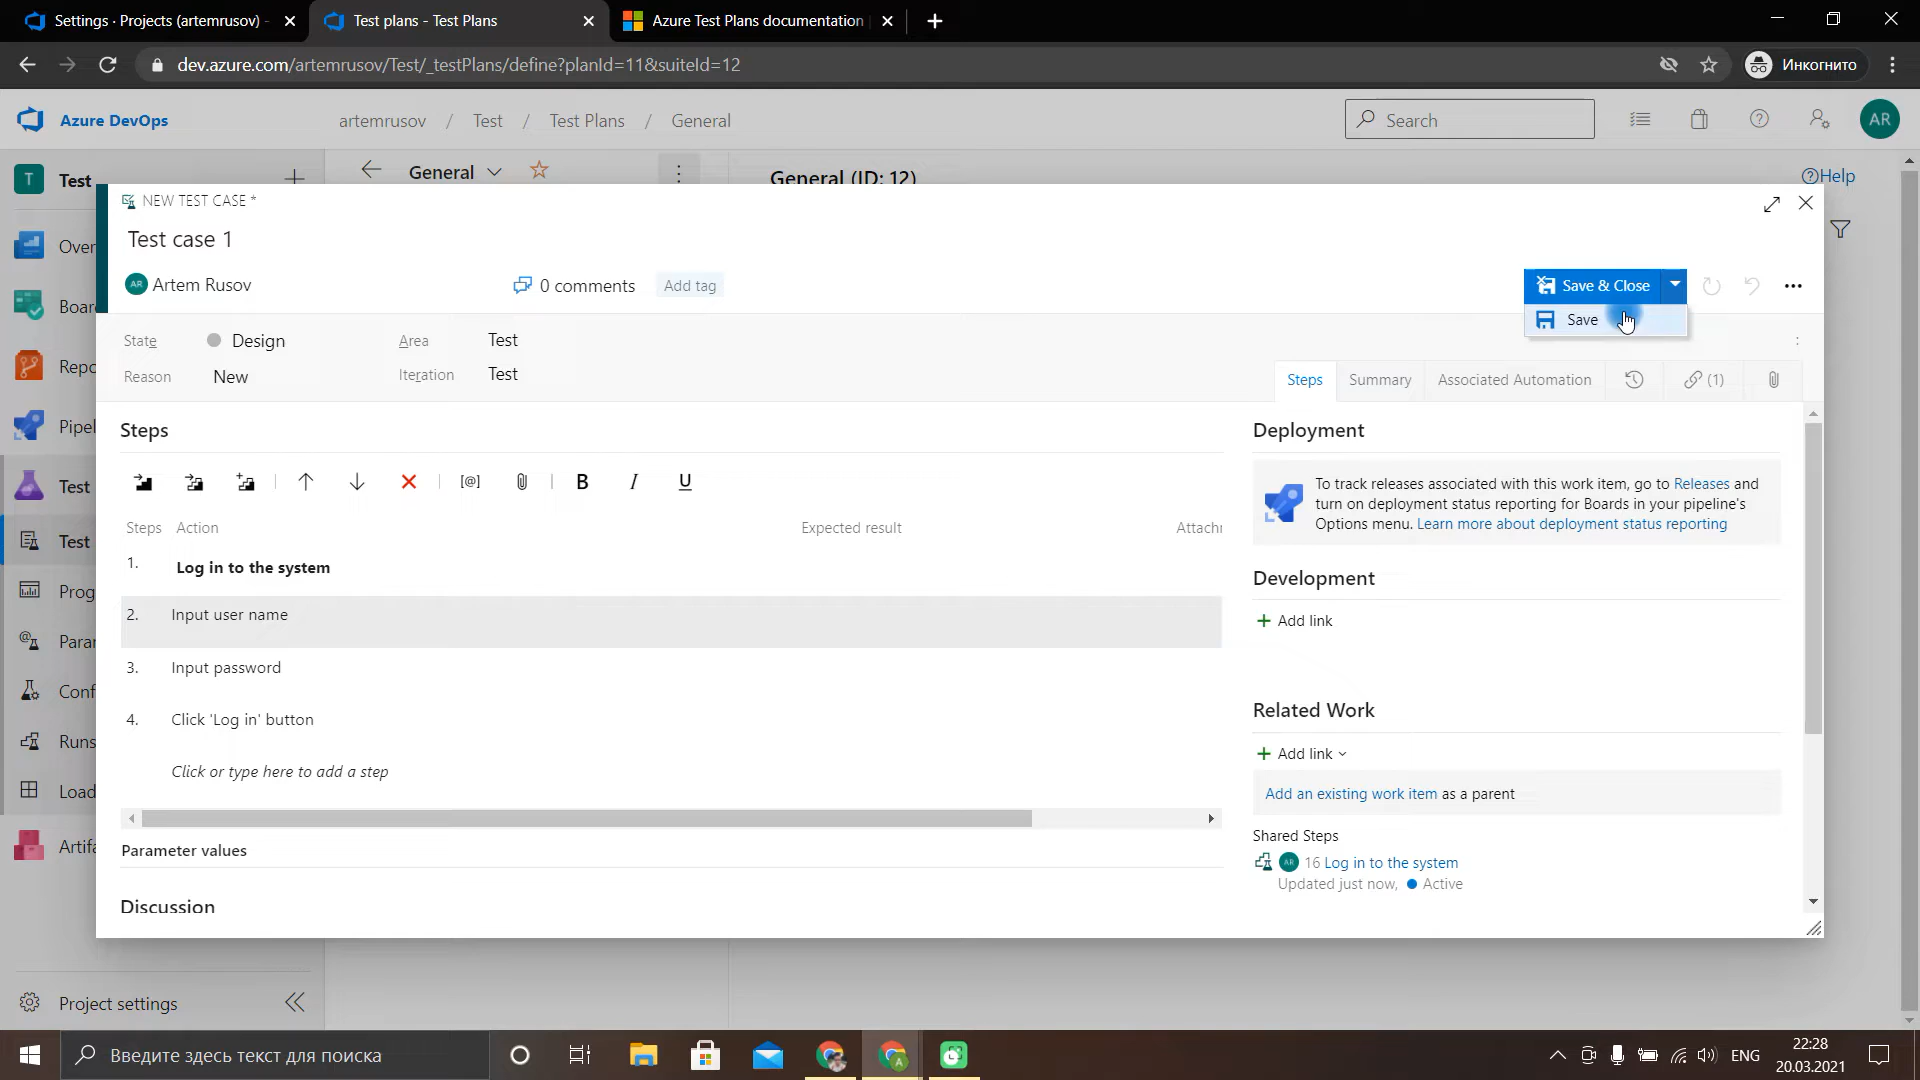 Settings · Projects (artemrusov) -
Test plans - Test Plans
Azure Test Plans documentation
dev.azure.com/artemrusov/Test/_testPlans/define?planId=11&suiteId=12
Инкогнито
Azure DevOps
artemrusov / Test / Test Plans / General
Search
AR
T Test
General
General (ID: 12)
Help
NEW TEST CASE *
Test case 1
AR Artem Rusov
0 comments
Add tag
Save & Close
Save
State Design
Area Test
Reason New
Iteration Test
Steps
Summary
Associated Automation
(1)
Over
Boar
Repo
Pipel
Test
Test
Prog
Para
Conf
Runs
Load
Artifa
Project settings
Steps
[@] B I U
Steps Action Expected result Attachr
1. Log in to the system
2. Input user name
3. Input password
4. Click 'Log in' button
Click or type here to add a step
Parameter values
Discussion
Deployment
To track releases associated with this work item, go to Releases and
turn on deployment status reporting for Boards in your pipeline's
Options menu. Learn more about deployment status reporting
Development
Add link
Related Work
Add link
Add an existing work item as a parent
Shared Steps
AR 16 Log in to the system
Updated just now, Active
Введите здесь текст для поиска
ENG
22:28
20.03.2021